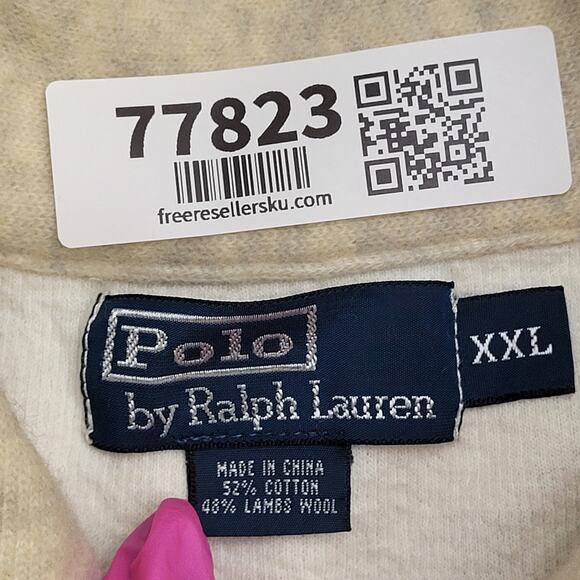 77823
freeresellersku.com
Polo
by Ralph Lauren
XXL
MADE IN CHINA
52% COTTON
48% LAMBS WOOL